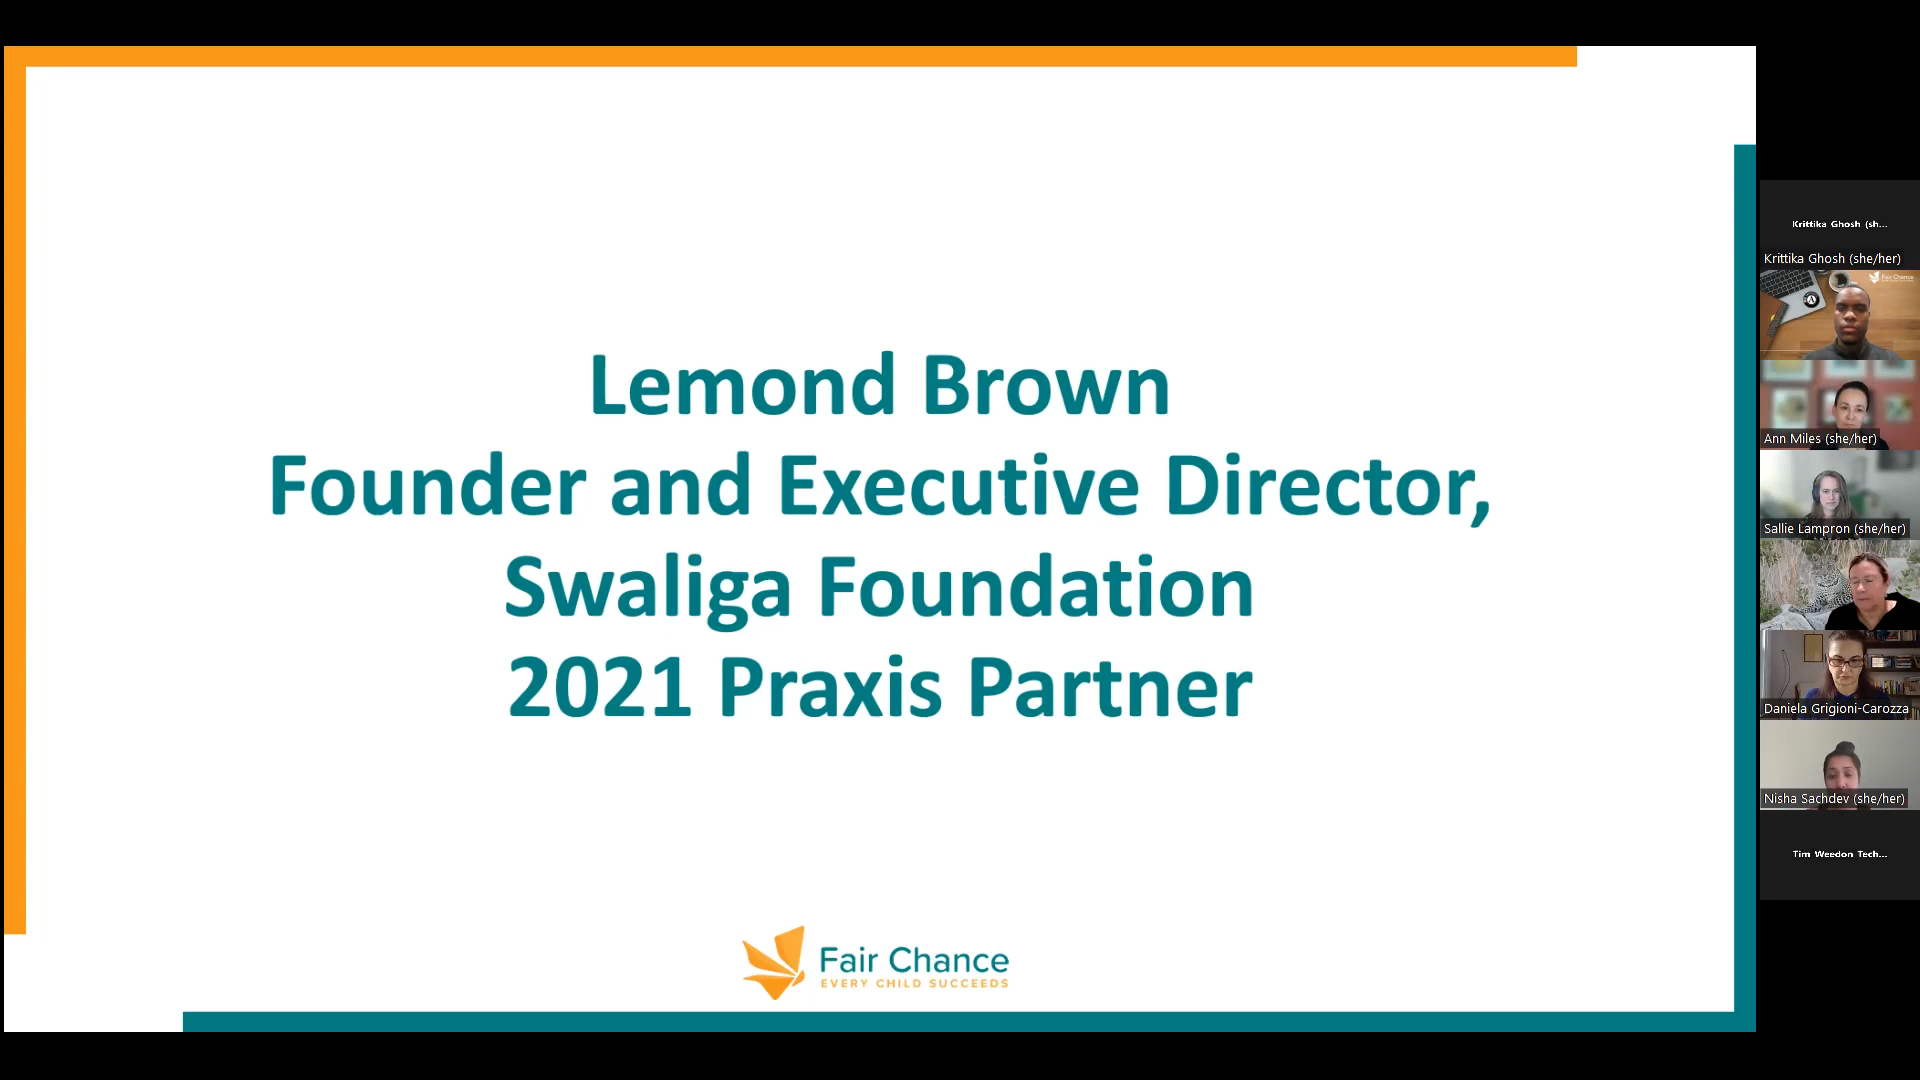 Lemond Brown
Founder and Executive Director,
Swaliga Foundation
2021 Praxis Partner
Fair Chance
EVERY CHILD SUCCEEDS
Krittika Ghosh (sh...
Krittika Ghosh (she/her)
Fair Chance
Ann Miles (she/her)
Sallie Lampron (she/her)
Daniela Grigioni-Carozza
Nisha Sachdev (she/her)
Tim Weedon Tech...